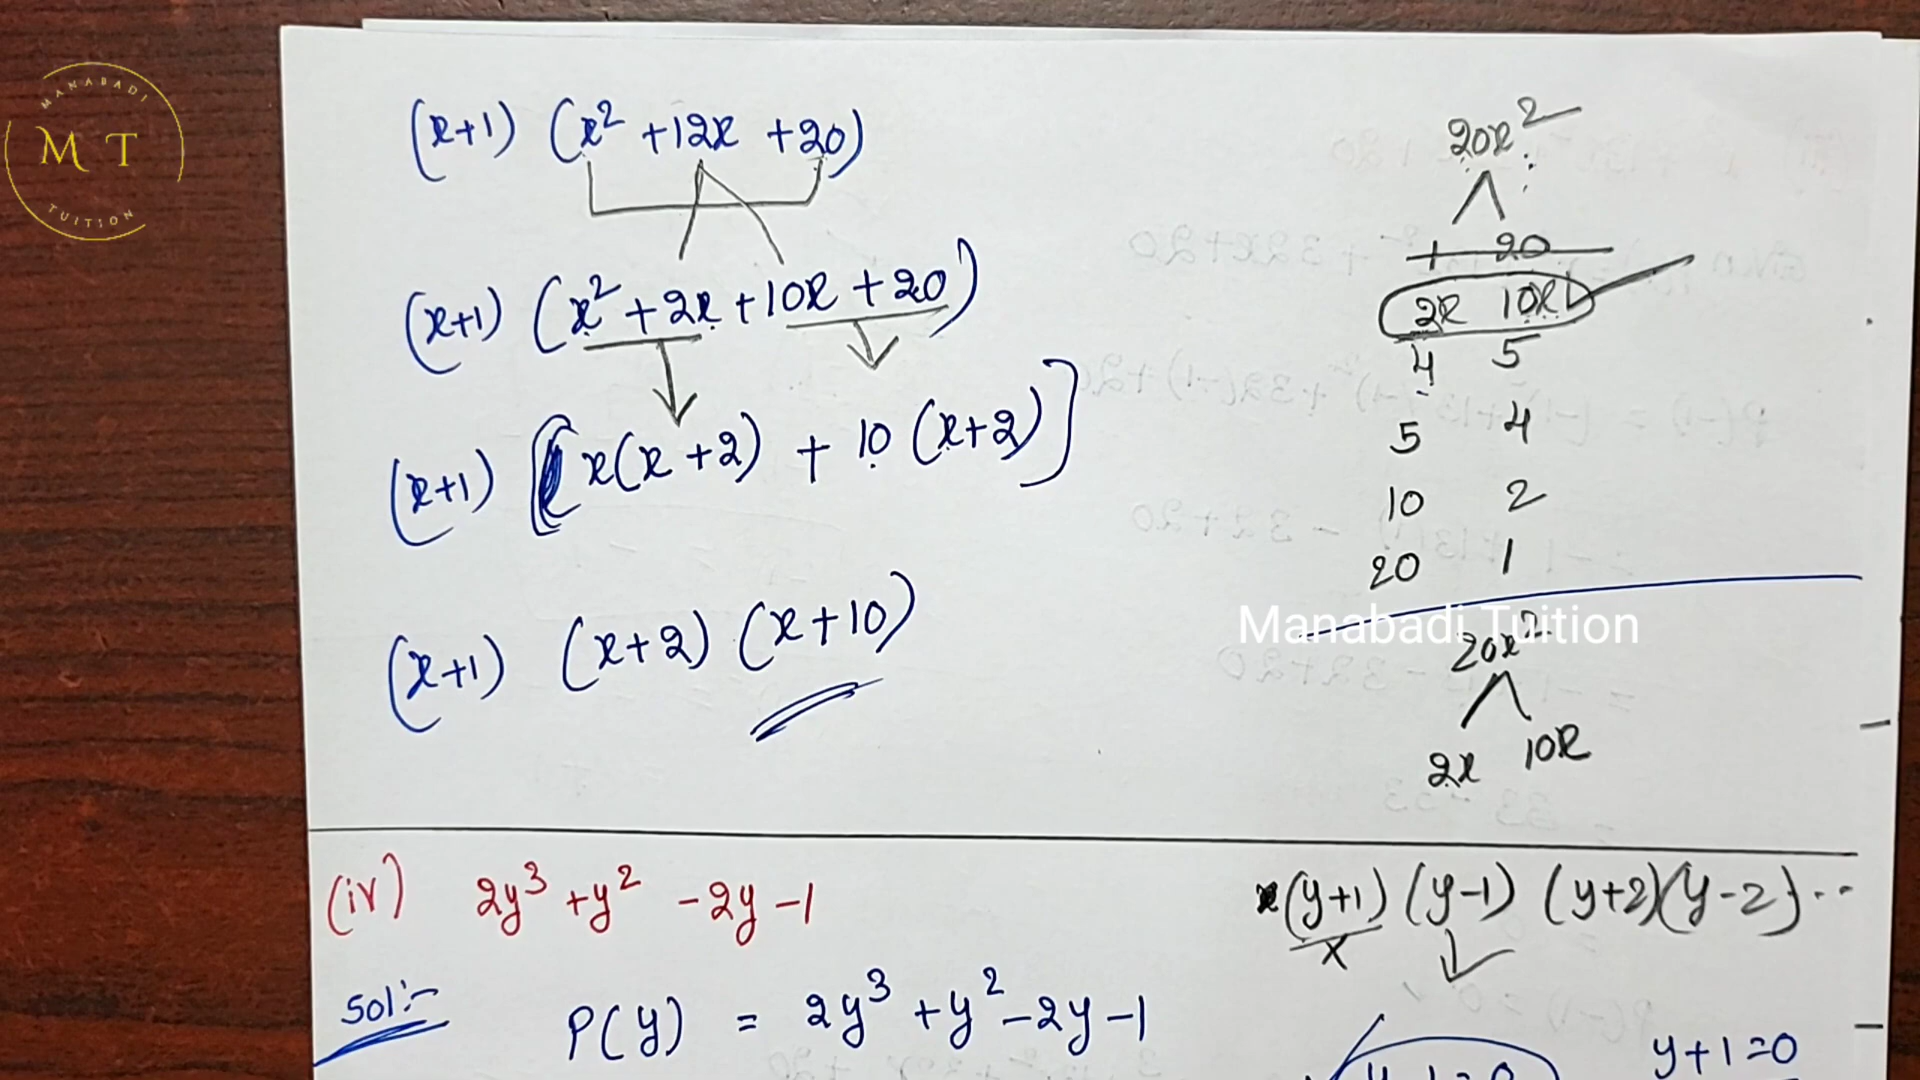 MANABADI
M T
TUITION
(x+1) (x² +12x +20)
(x+1) (x² + 2x + 10x + 20)
(x+1) [x(x+2) + 10 (x+2)]
(x+1) (x+2) (x+10)
20x²
1 20
2x 10x
4 5
5 4
10 2
20 1
Manabadi Tuition
20x²
2x 10x
(iv) 2y³ +y² -2y -1
(y+1) (y-1) (y+2)(y-2)...
x
Sol:-
P(y) = 2y³ +y² -2y -1
y+1=0